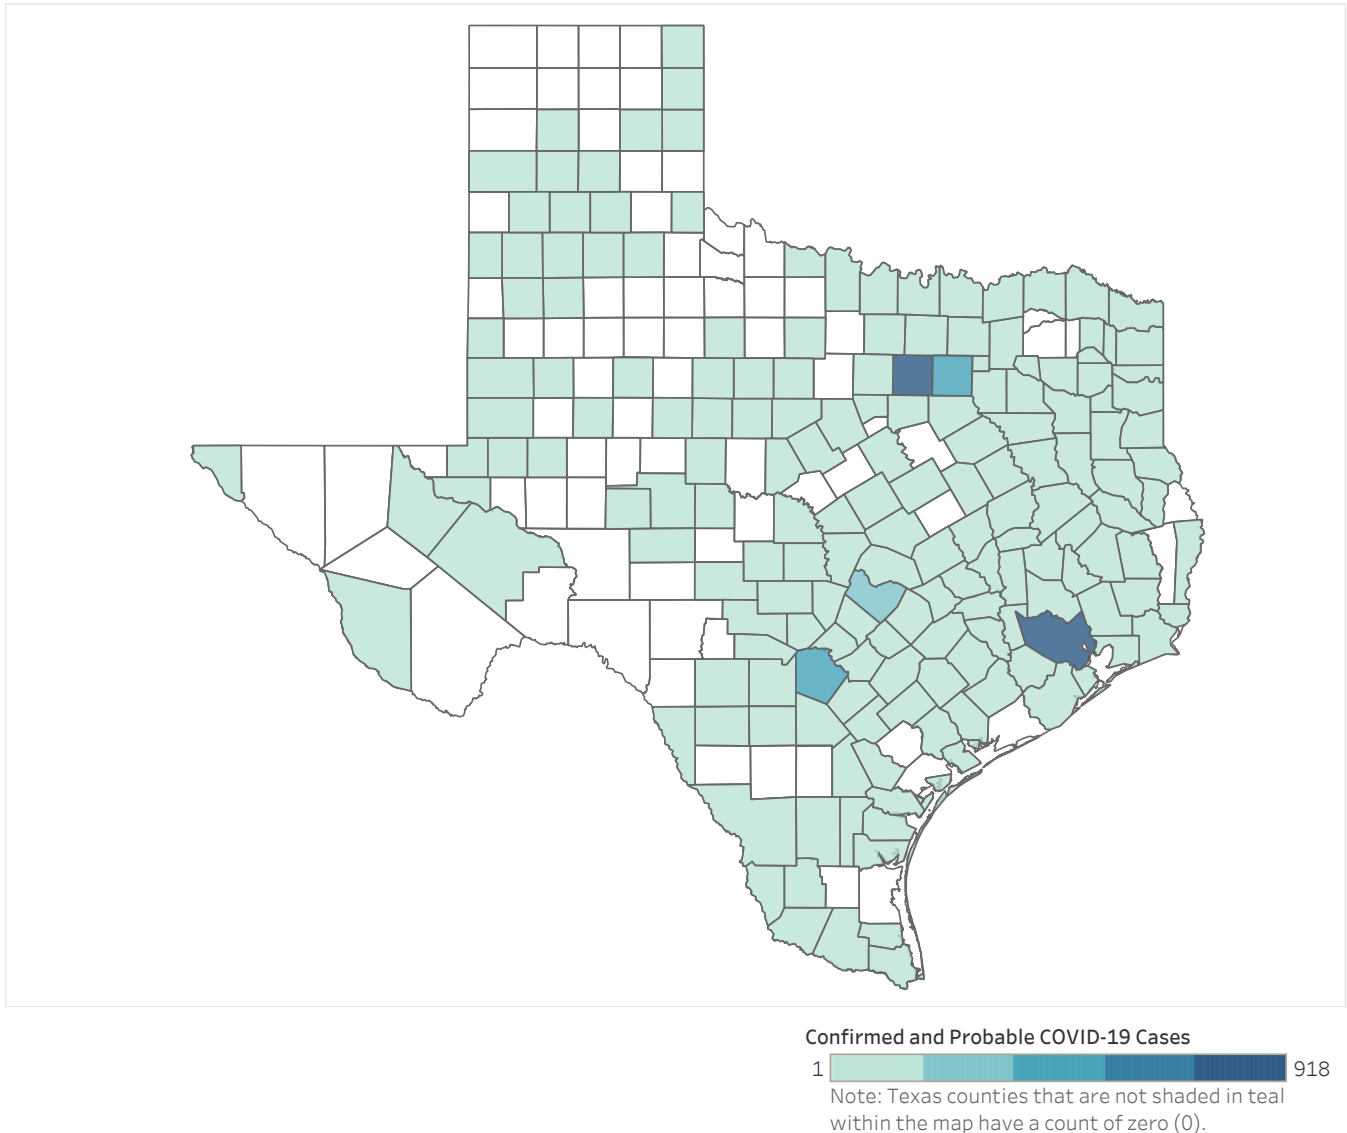 Confirmed and Probable COVID-19 Cases
1 918
Note: Texas counties that are not shaded in teal
within the map have a count of zero (0).